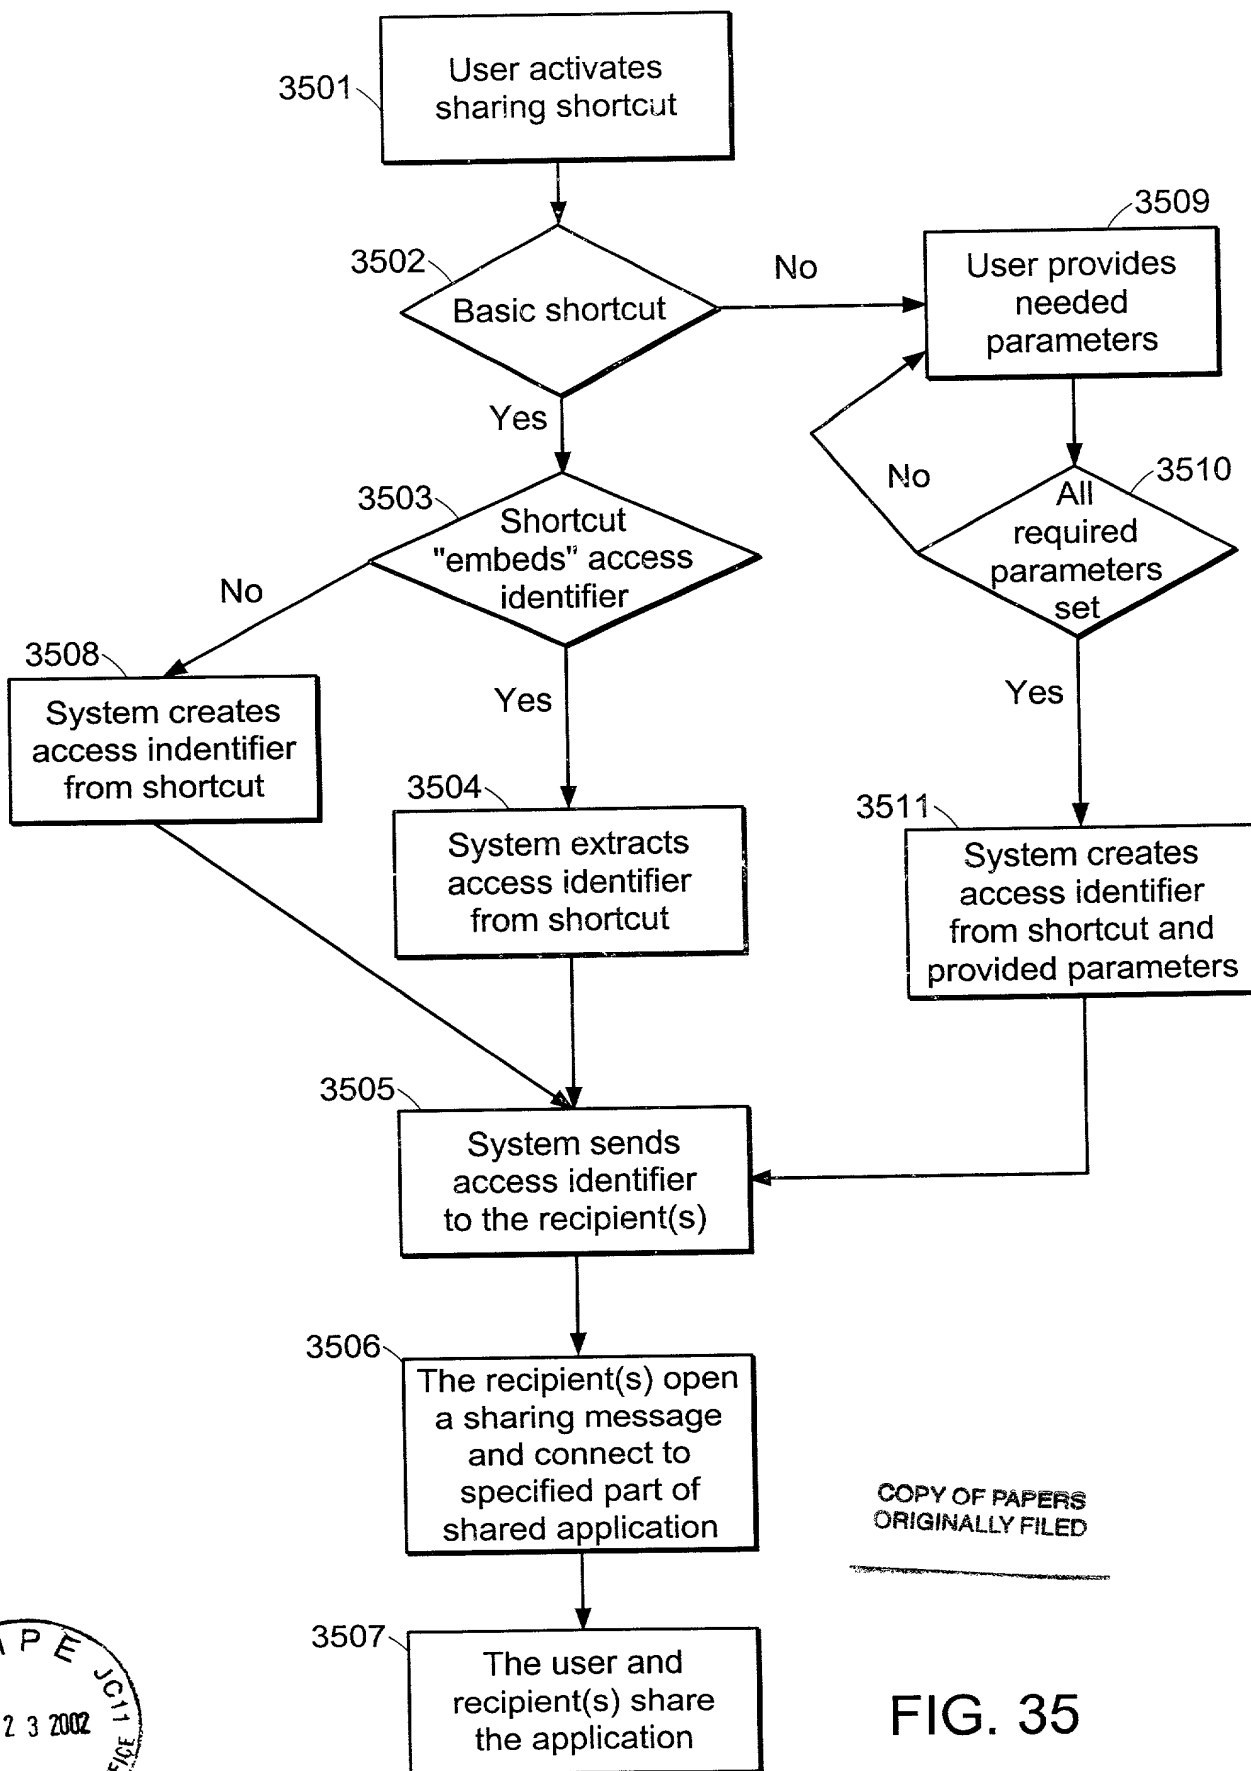 3501
User activates
sharing shortcut
3502
Basic shortcut
No
3509
User provides
needed
parameters
Yes
No
3510
All
required
parameters
set
3503
Shortcut
"embeds" access
identifier
No
Yes
Yes
3508
System creates
access indentifier
from shortcut
3504
System extracts
access identifier
from shortcut
3511
System creates
access identifier
from shortcut and
provided parameters
3505
System sends
access identifier
to the recipient(s)
3506
The recipient(s) open
a sharing message
and connect to
specified part of
shared application
COPY OF PAPERS
ORIGINALLY FILED
3507
The user and
recipient(s) share
the application
FIG. 35
P E JC11
2 3 2002